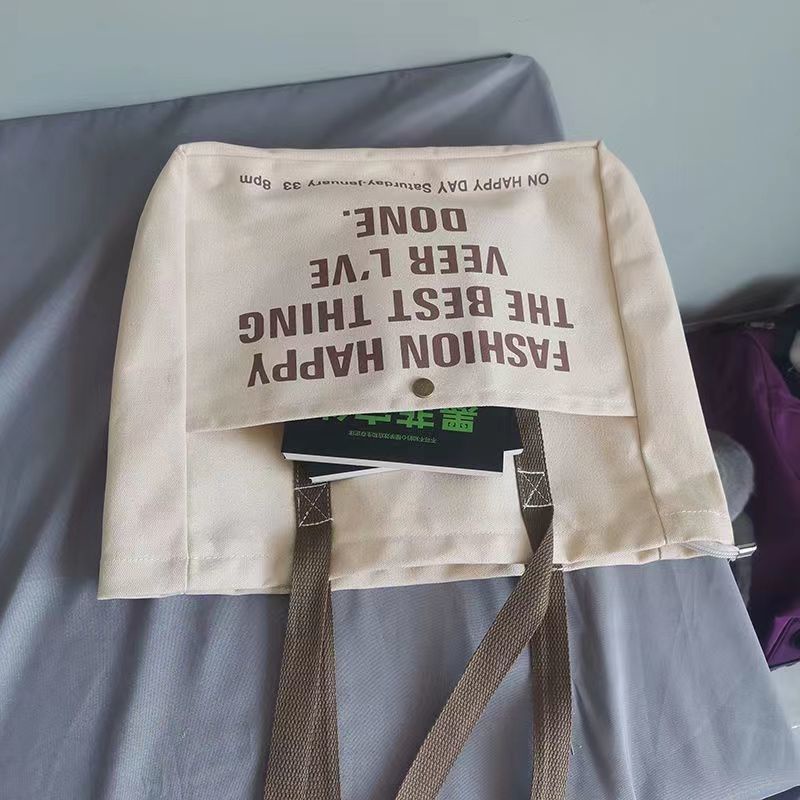 FASHION HAPPY
THE BEST THING
VEER L'VE
DONE.
ON HAPPY DAY Saturday-January 33 8pm